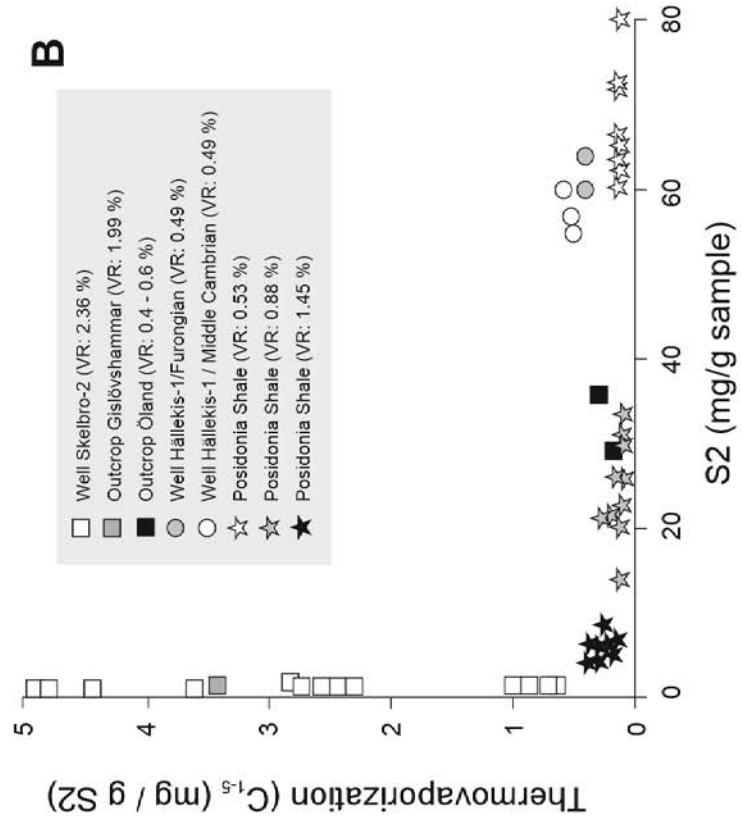 B
Well Skelbro-2 (VR: 2.36 %)
Outcrop Gislövshammar (VR: 1.99 %)
Outcrop Öland (VR: 0.4 - 0.6 %)
Well Hällekis-1/Furongian (VR: 0.49 %)
Well Hällekis-1 / Middle Cambrian (VR: 0.49 %)
Posidonia Shale (VR: 0.53 %)
Posidonia Shale (VR: 0.88 %)
Posidonia Shale (VR: 1.45 %)
Thermovaporization (C₁₋₅ (mg / g S2)
5
4
3
2
1
0
0
20
40
60
80
S2 (mg/g sample)